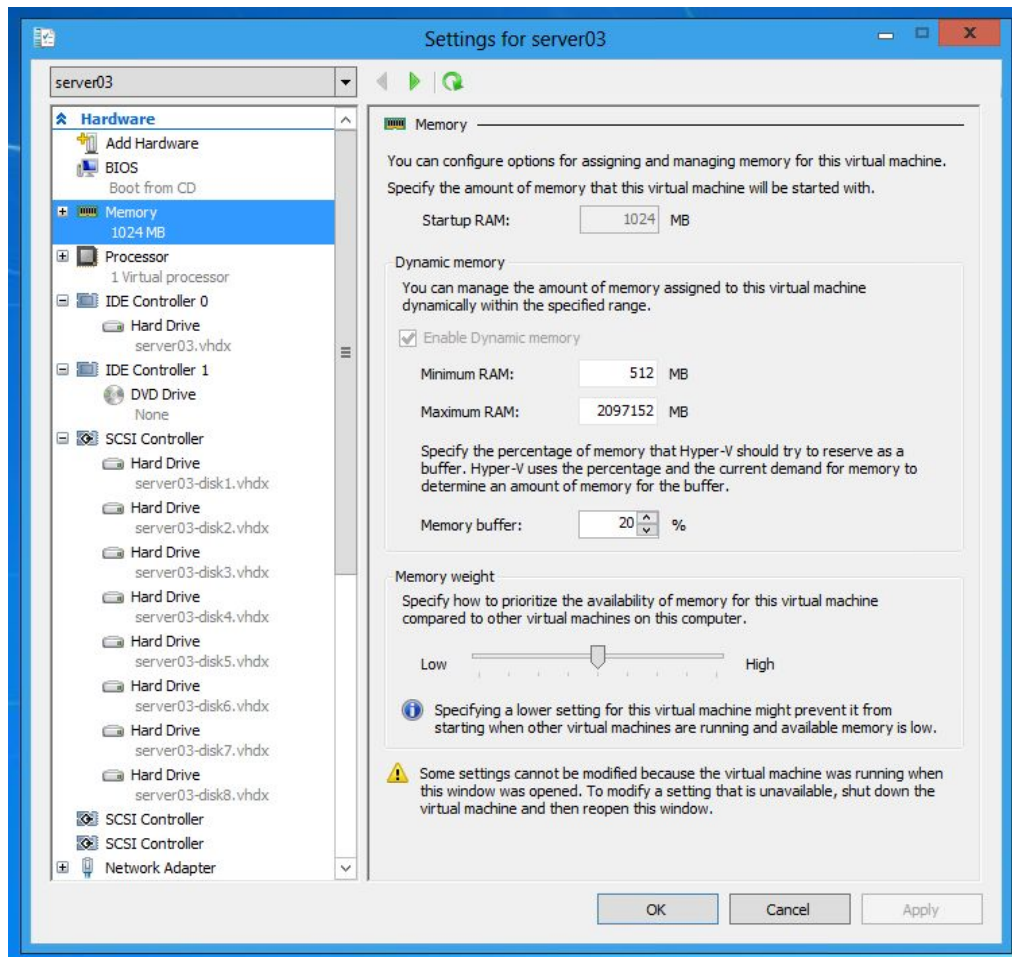 Settings for server03
x
server03
Hardware
Add Hardware
BIOS
Boot from CD
Memory
1024 MB
Processor
1 Virtual processor
IDE Controller 0
Hard Drive
server03.vhdx
IDE Controller 1
DVD Drive
None
SCSI Controller
Hard Drive
server03-disk1.vhdx
Hard Drive
server03-disk2.vhdx
Hard Drive
server03-disk3.vhdx
Hard Drive
server03-disk4.vhdx
Hard Drive
server03-disk5.vhdx
Hard Drive
server03-disk6.vhdx
Hard Drive
server03-disk7.vhdx
Hard Drive
server03-disk8.vhdx
SCSI Controller
SCSI Controller
Network Adapter
Memory
You can configure options for assigning and managing memory for this virtual machine.
Specify the amount of memory that this virtual machine will be started with.
Startup RAM: 1024 MB
Dynamic memory
You can manage the amount of memory assigned to this virtual machine
dynamically within the specified range.
Enable Dynamic memory
Minimum RAM: 512 MB
Maximum RAM: 2097152 MB
Specify the percentage of memory that Hyper-V should try to reserve as a
buffer. Hyper-V uses the percentage and the current demand for memory to
determine an amount of memory for the buffer.
Memory buffer: 20 %
Memory weight
Specify how to prioritize the availability of memory for this virtual machine
compared to other virtual machines on this computer.
Low High
Specifying a lower setting for this virtual machine might prevent it from
starting when other virtual machines are running and available memory is low.
Some settings cannot be modified because the virtual machine was running when
this window was opened. To modify a setting that is unavailable, shut down the
virtual machine and then reopen this window.
OK Cancel Apply